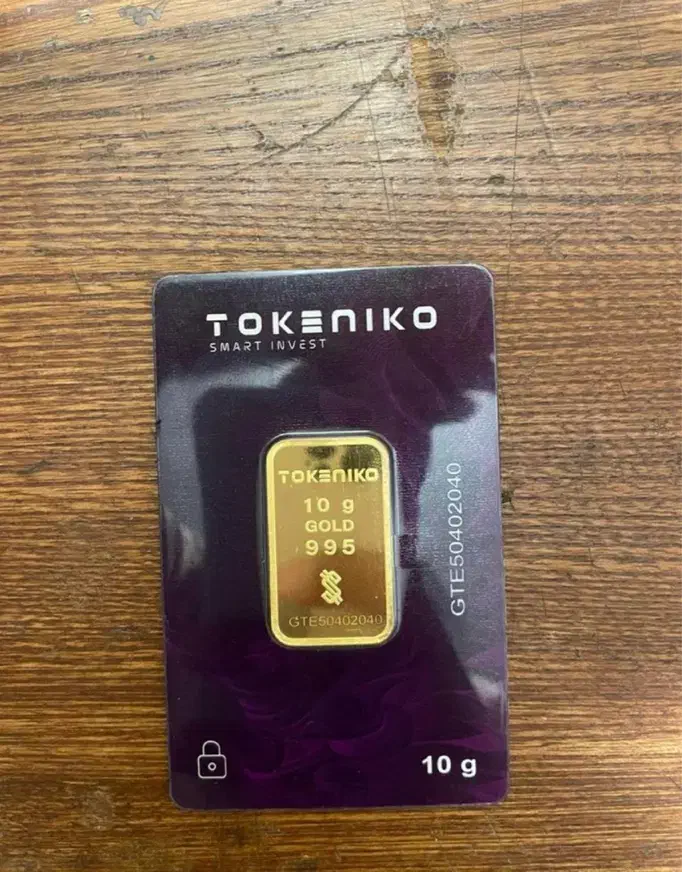 TOKENIKO
SMART INVEST
TOKENIKO
10 g
GOLD
995
GTE50402040
GTE50402040
10 g